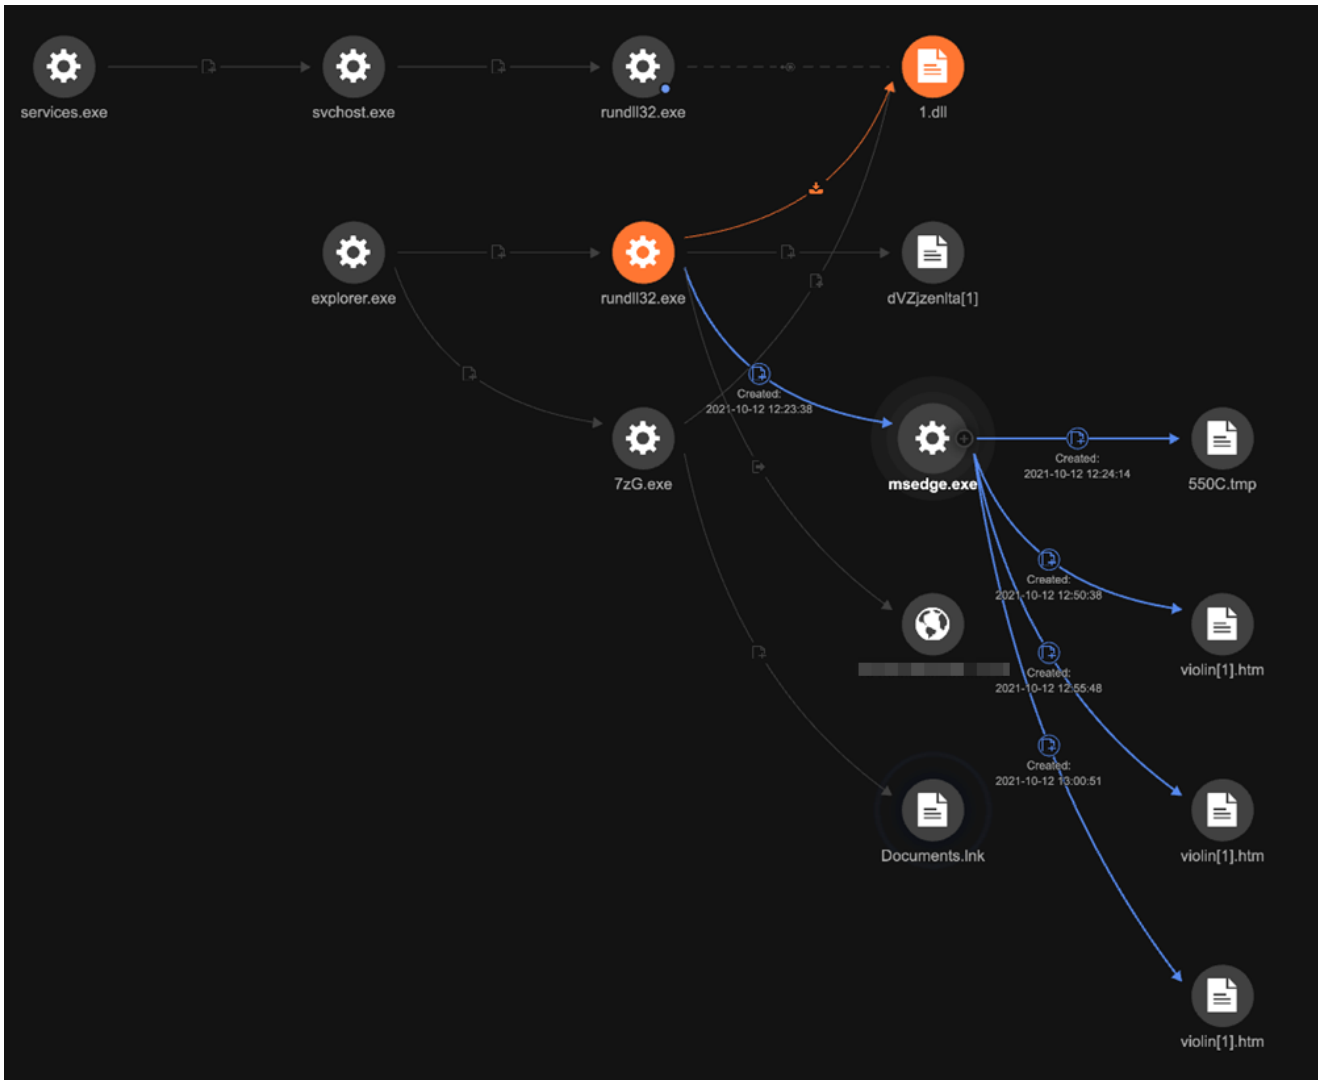 services.exe
svchost.exe
rundll32.exe
1.dll
explorer.exe
rundll32.exe
dVZjzenlta[1]
Created:
2021-10-12 12:23:38
7zG.exe
msedge.exe
Created:
2021-10-12 12:24:14
550C.tmp
Created:
2021-10-12 12:50:38
violin[1].htm
Created:
2021-10-12 12:55:48
Created:
2021-10-12 13:00:51
Documents.lnk
violin[1].htm
violin[1].htm